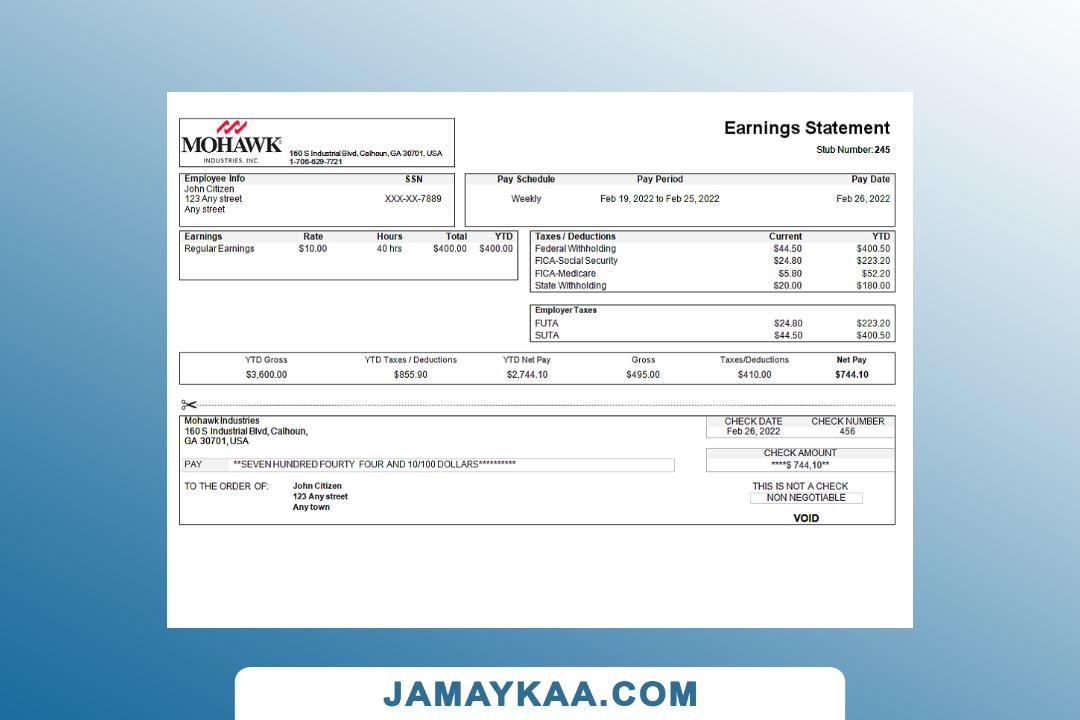 MOHAWK
INDUSTRIES, INC.
160 S Industrial Blvd, Calhoun, GA 30701, USA
1-706-629-7721
Earnings Statement
Stub Number: 245
Employee Info SSN
John Citizen
123 Any street XXX-XX-7889
Any street
Pay Schedule Pay Period Pay Date
Weekly Feb 19, 2022 to Feb 25, 2022 Feb 26, 2022
Earnings Rate Hours Total YTD
Regular Earnings $10.00 40 hrs $400.00 $400.00
Taxes / Deductions Current YTD
Federal Withholding $44.50 $400.50
FICA-Social Security $24.80 $223.20
FICA-Medicare $5.80 $52.20
State Withholding $20.00 $180.00
Employer Taxes
FUTA $24.80 $223.20
SUTA $44.50 $400.50
YTD Gross YTD Taxes / Deductions YTD Net Pay Gross Taxes/Deductions Net Pay
$3,600.00 $855.90 $2,744.10 $495.00 $410.00 $744.10
Mohawk Industries
160 S Industrial Blvd, Calhoun,
GA 30701, USA
CHECK DATE CHECK NUMBER
Feb 26, 2022 456
CHECK AMOUNT
****$ 744,10**
PAY **SEVEN HUNDRED FOURTY FOUR AND 10/100 DOLLARS**********
TO THE ORDER OF: John Citizen
123 Any street
Any town
THIS IS NOT A CHECK
NON NEGOTIABLE
VOID
JAMAYKAA.COM